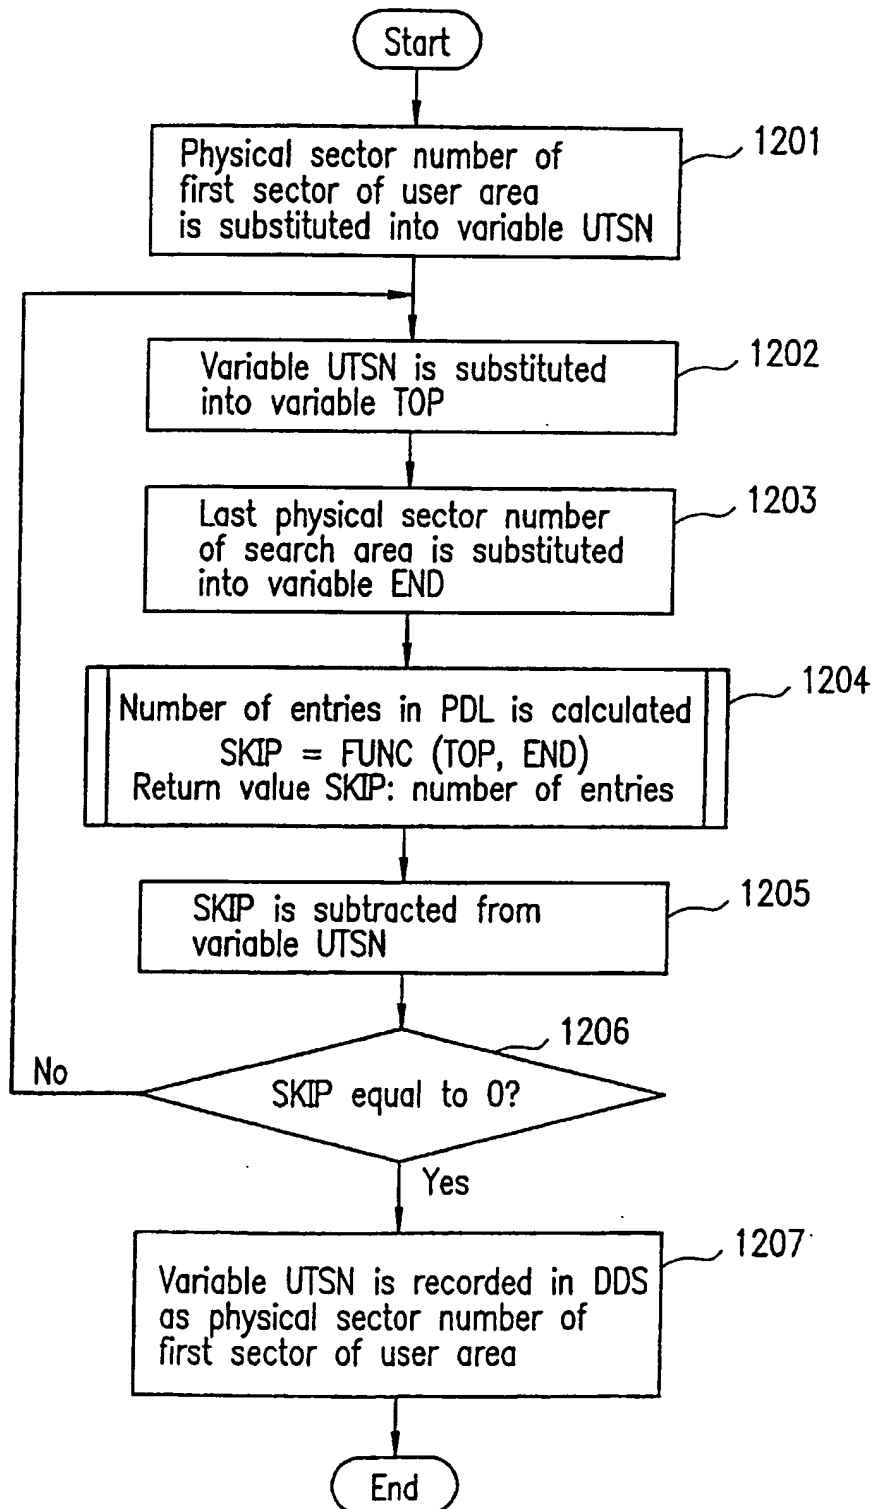 Start
1201
Physical sector number of
first sector of user area
is substituted into variable UTSN
1202
Variable UTSN is substituted
into variable TOP
1203
Last physical sector number
of search area is substituted
into variable END
1204
Number of entries in PDL is calculated
SKIP = FUNC (TOP, END)
Return value SKIP: number of entries
1205
SKIP is subtracted from
variable UTSN
1206
No
SKIP equal to 0?
Yes
1207
Variable UTSN is recorded in DDS
as physical sector number of
first sector of user area
End